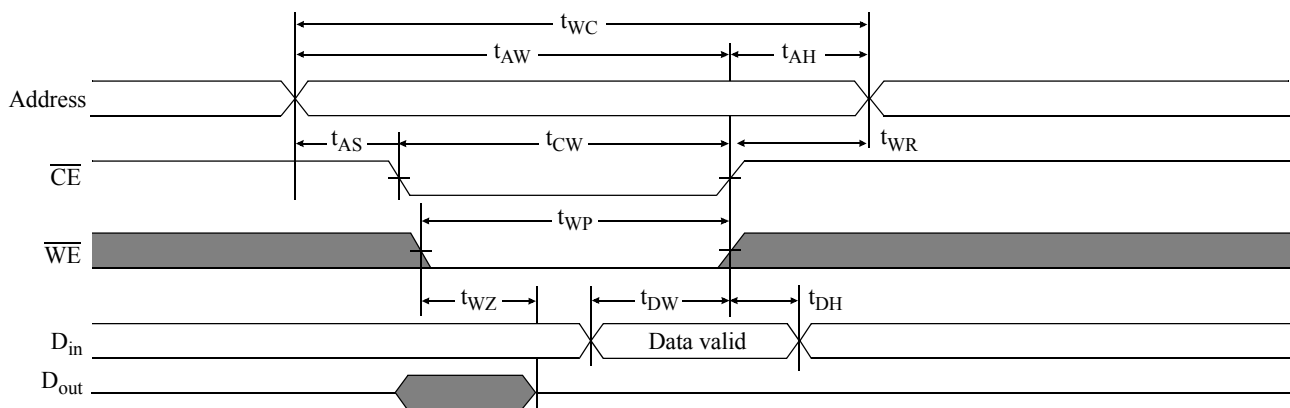 tWC
tAW tAH
Address
tAS tCW tWR
CE
tWP
WE
tWZ tDW tDH
Din Data valid
Dout